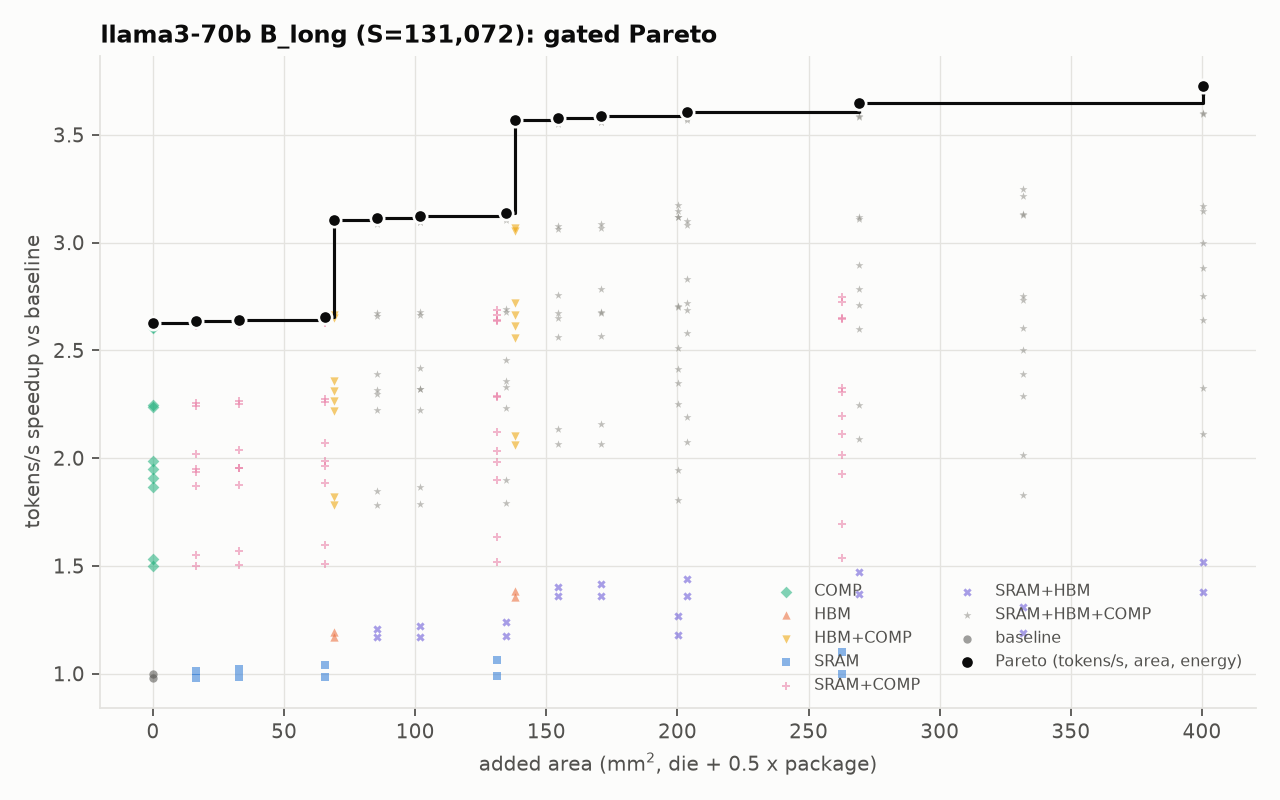 llama3-70b B_long (S=131,072): gated Pareto
tokens/s speedup vs baseline
3.5
3.0
2.5
2.0
1.5
1.0
COMP
HBM
HBM+COMP
SRAM
SRAM+COMP
SRAM+HBM
SRAM+HBM+COMP
baseline
Pareto (tokens/s, area, energy)
0 50 100 150 200 250 300 350 400
added area (mm², die + 0.5 x package)